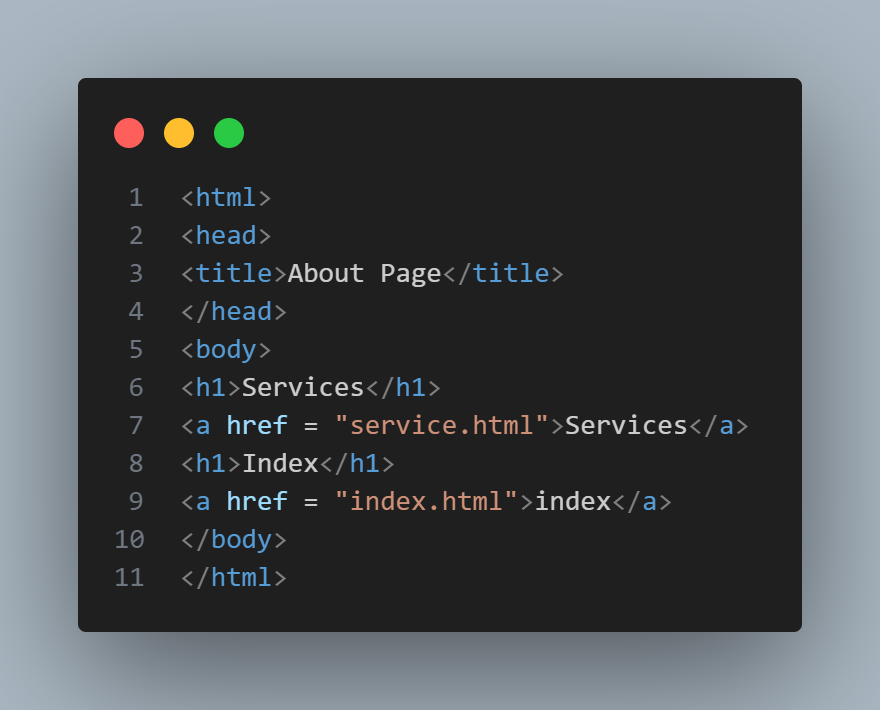 1 <html>
2 <head>
3 <title>About Page</title>
4 </head>
5 <body>
6 <h1>Services</h1>
7 <a href = "service.html">Services</a>
8 <h1>Index</h1>
9 <a href = "index.html">index</a>
10 </body>
11 </html>